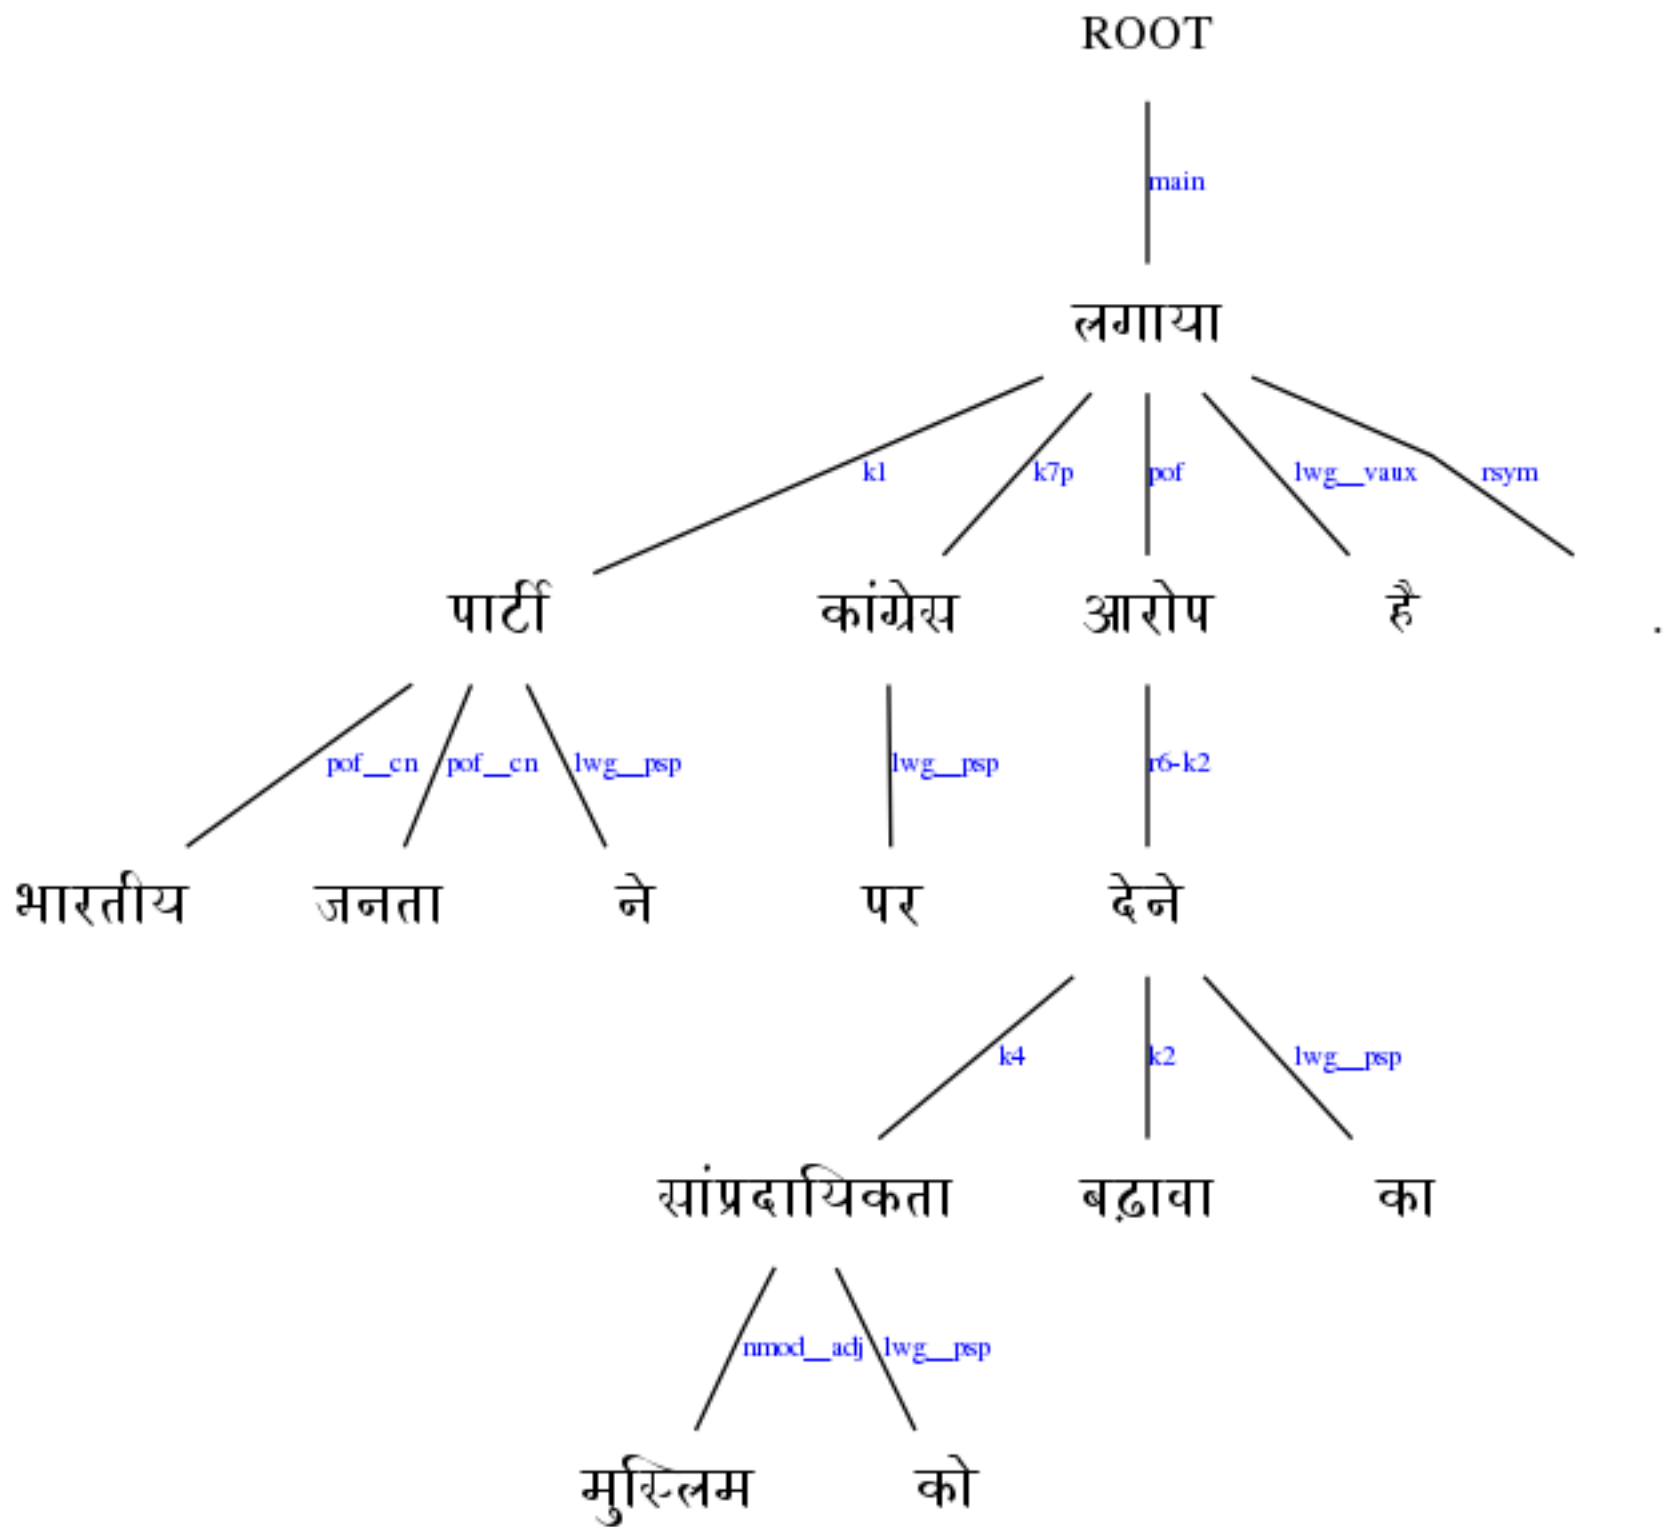 ROOT
main
लगाया
k1 k7p pof lwg__vaux rsym
पार्टी कांग्रेस आरोप है .
pof__cn pof__cn lwg__psp lwg__psp r6-k2
भारतीय जनता ने पर देने
k4 k2 lwg__psp
सांप्रदायिकता बढ़ावा का
nmod__adj lwg__psp
मुस्लिम को